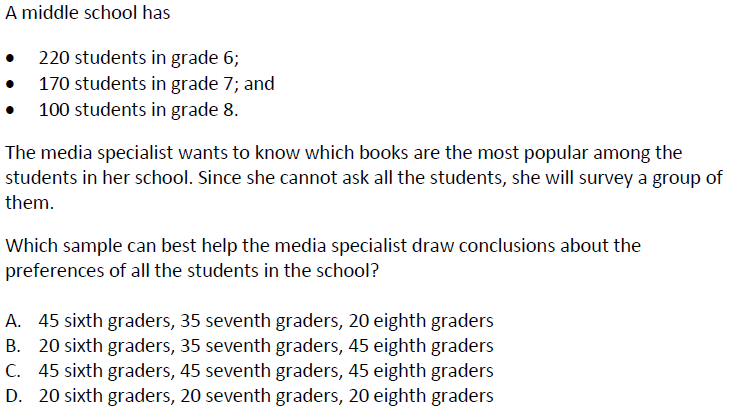 A middle school has
• 220 students in grade 6;
• 170 students in grade 7; and
• 100 students in grade 8.
The media specialist wants to know which books are the most popular among the
students in her school. Since she cannot ask all the students, she will survey a group of
them.
Which sample can best help the media specialist draw conclusions about the
preferences of all the students in the school?
A. 45 sixth graders, 35 seventh graders, 20 eighth graders
B. 20 sixth graders, 35 seventh graders, 45 eighth graders
C. 45 sixth graders, 45 seventh graders, 45 eighth graders
D. 20 sixth graders, 20 seventh graders, 20 eighth graders